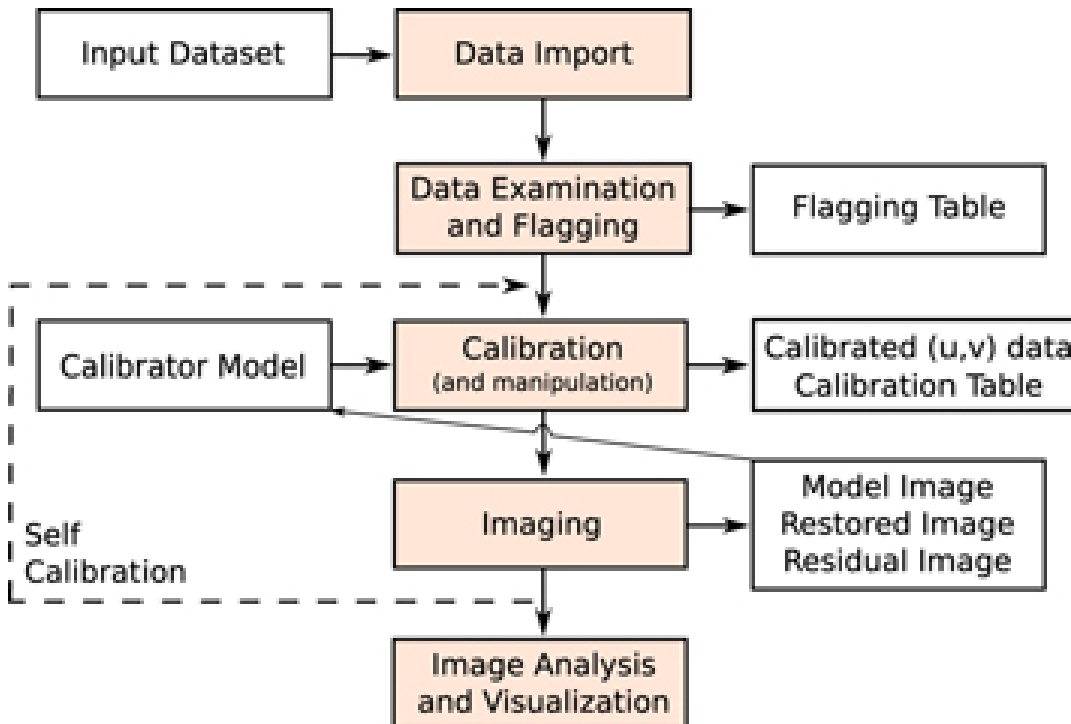 Input Dataset
Data Import
Data Examination
and Flagging
Flagging Table
Calibrator Model
Calibration
(and manipulation)
Calibrated (u,v) data
Calibration Table
Imaging
Model Image
Restored Image
Residual Image
Self
Calibration
Image Analysis
and Visualization